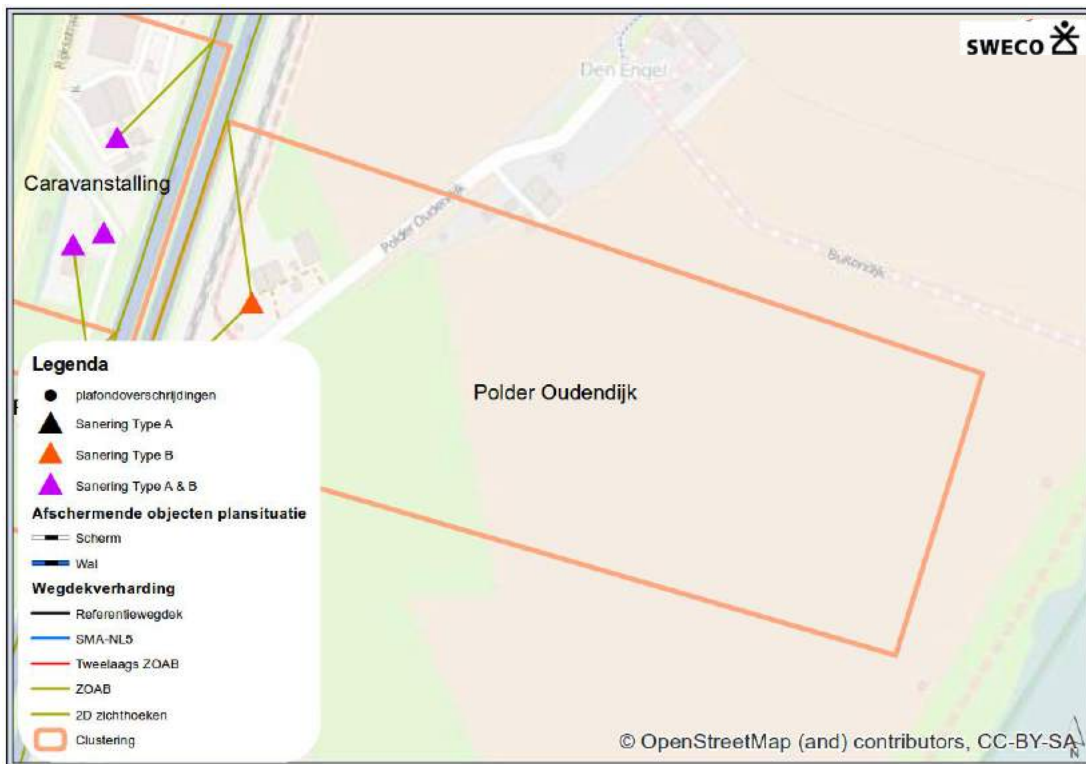 SWECO
Den Engel
Caravanstalling
Polder Oudendijk
Buitendijk
Polder Oudendijk
Legenda
plafondoverschrijdingen
Sanering Type A
Sanering Type B
Sanering Type A & B
Afschermende objecten plansituatie
Scherm
Wal
Wegdekverharding
Referentiewegdek
SMA-NL5
Tweelaags ZOAB
ZOAB
2D zichthoeken
Clustering
© OpenStreetMap (and) contributors, CC-BY-SA
N